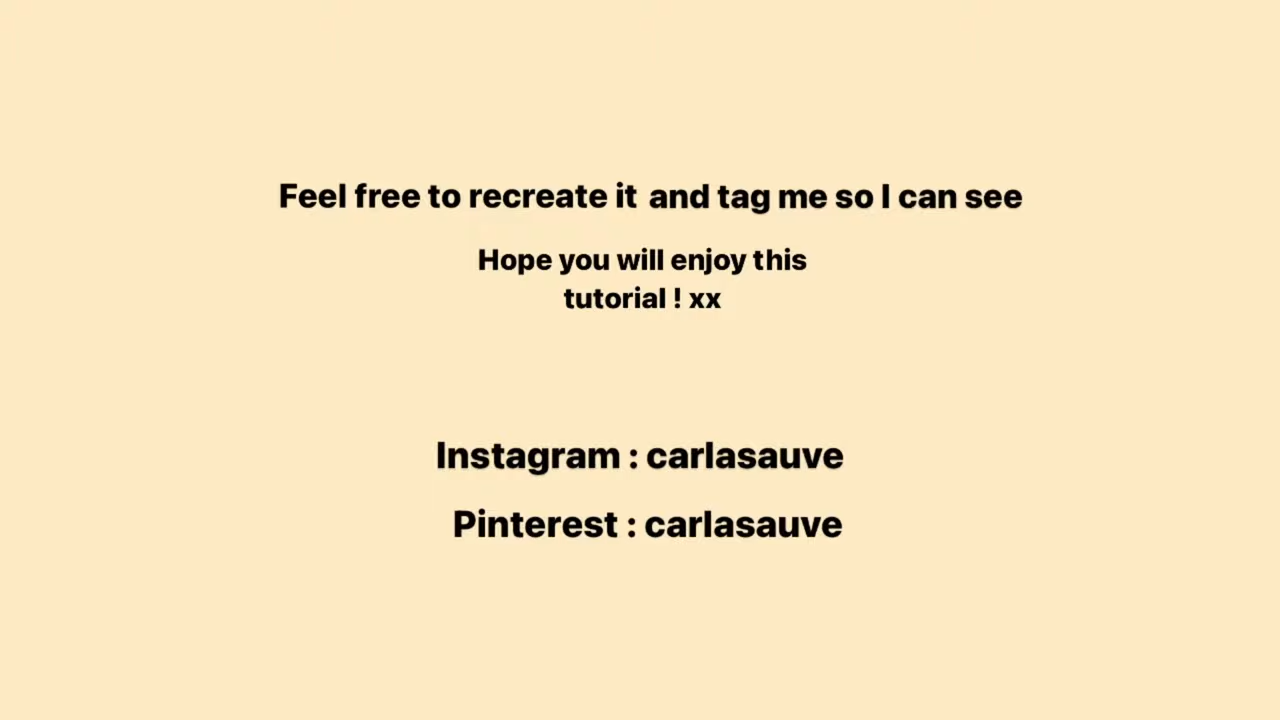 Feel free to recreate it and tag me so I can see
Hope you will enjoy this
tutorial ! xx
Instagram : carlasauve
Pinterest : carlasauve